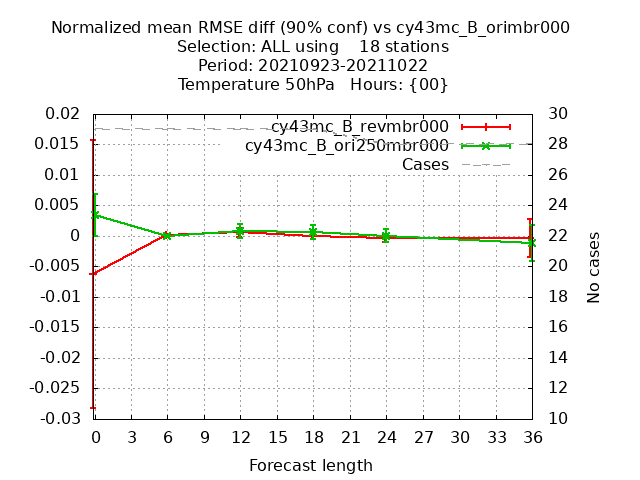 Normalized mean RMSE diff (90% conf) vs cy43mc_B_orimbr000
Selection: ALL using    18 stations
Period: 20210923-20211022
Temperature 50hPa   Hours: {00}
cy43mc_B_revmbr000
cy43mc_B_ori250mbr000
Cases
0.02
0.015
0.01
0.005
0
-0.005
-0.01
-0.015
-0.02
-0.025
-0.03
30
28
26
24
22
20
18
16
14
12
10
No cases
0 3 6 9 12 15 18 21 24 27 30 33 36
Forecast length